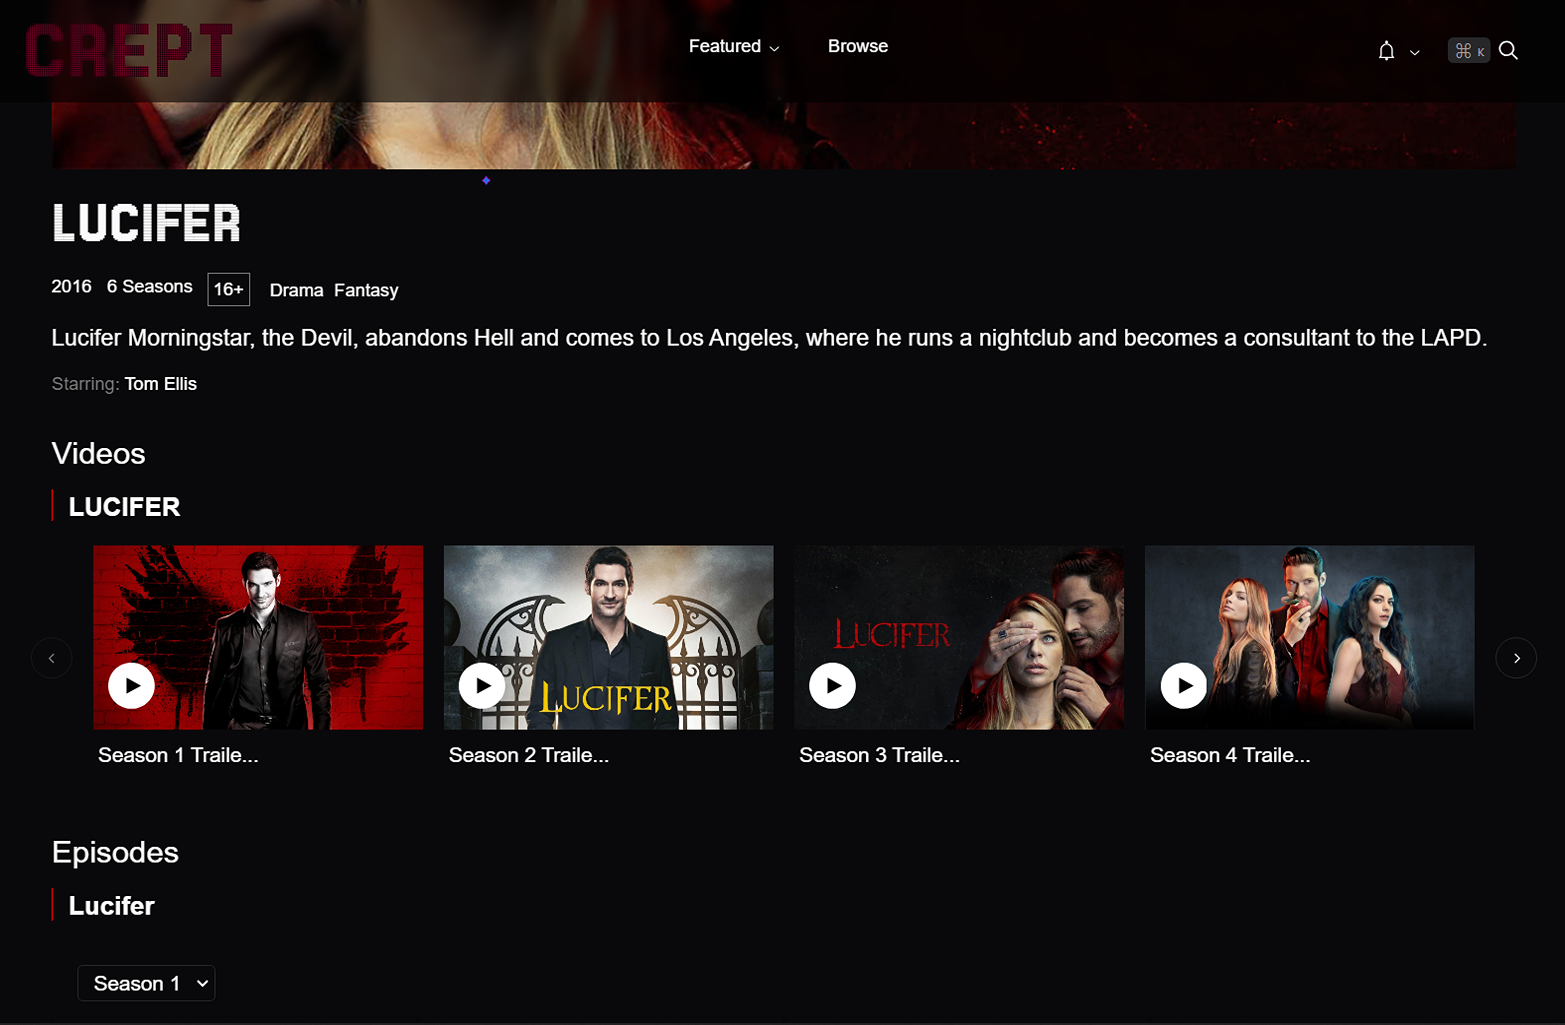 CREPT
Featured
Browse
⌘ K
LUCIFER
2016 6 Seasons 16+ Drama Fantasy
Lucifer Morningstar, the Devil, abandons Hell and comes to Los Angeles, where he runs a nightclub and becomes a consultant to the LAPD.
Starring: Tom Ellis
Videos
LUCIFER
LUCIFER
LUCIFER
Season 1 Traile...
Season 2 Traile...
Season 3 Traile...
Season 4 Traile...
Episodes
Lucifer
Season 1